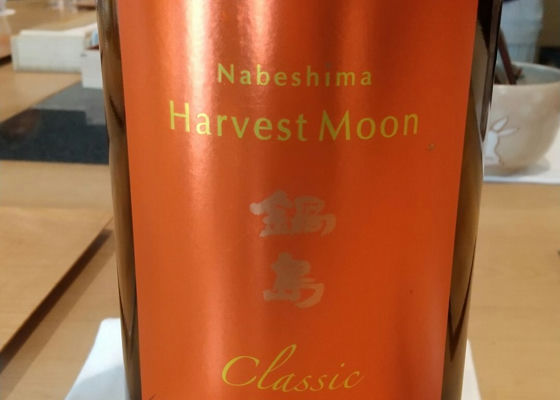 Nabeshima
Harvest Moon
鍋
島
Classic